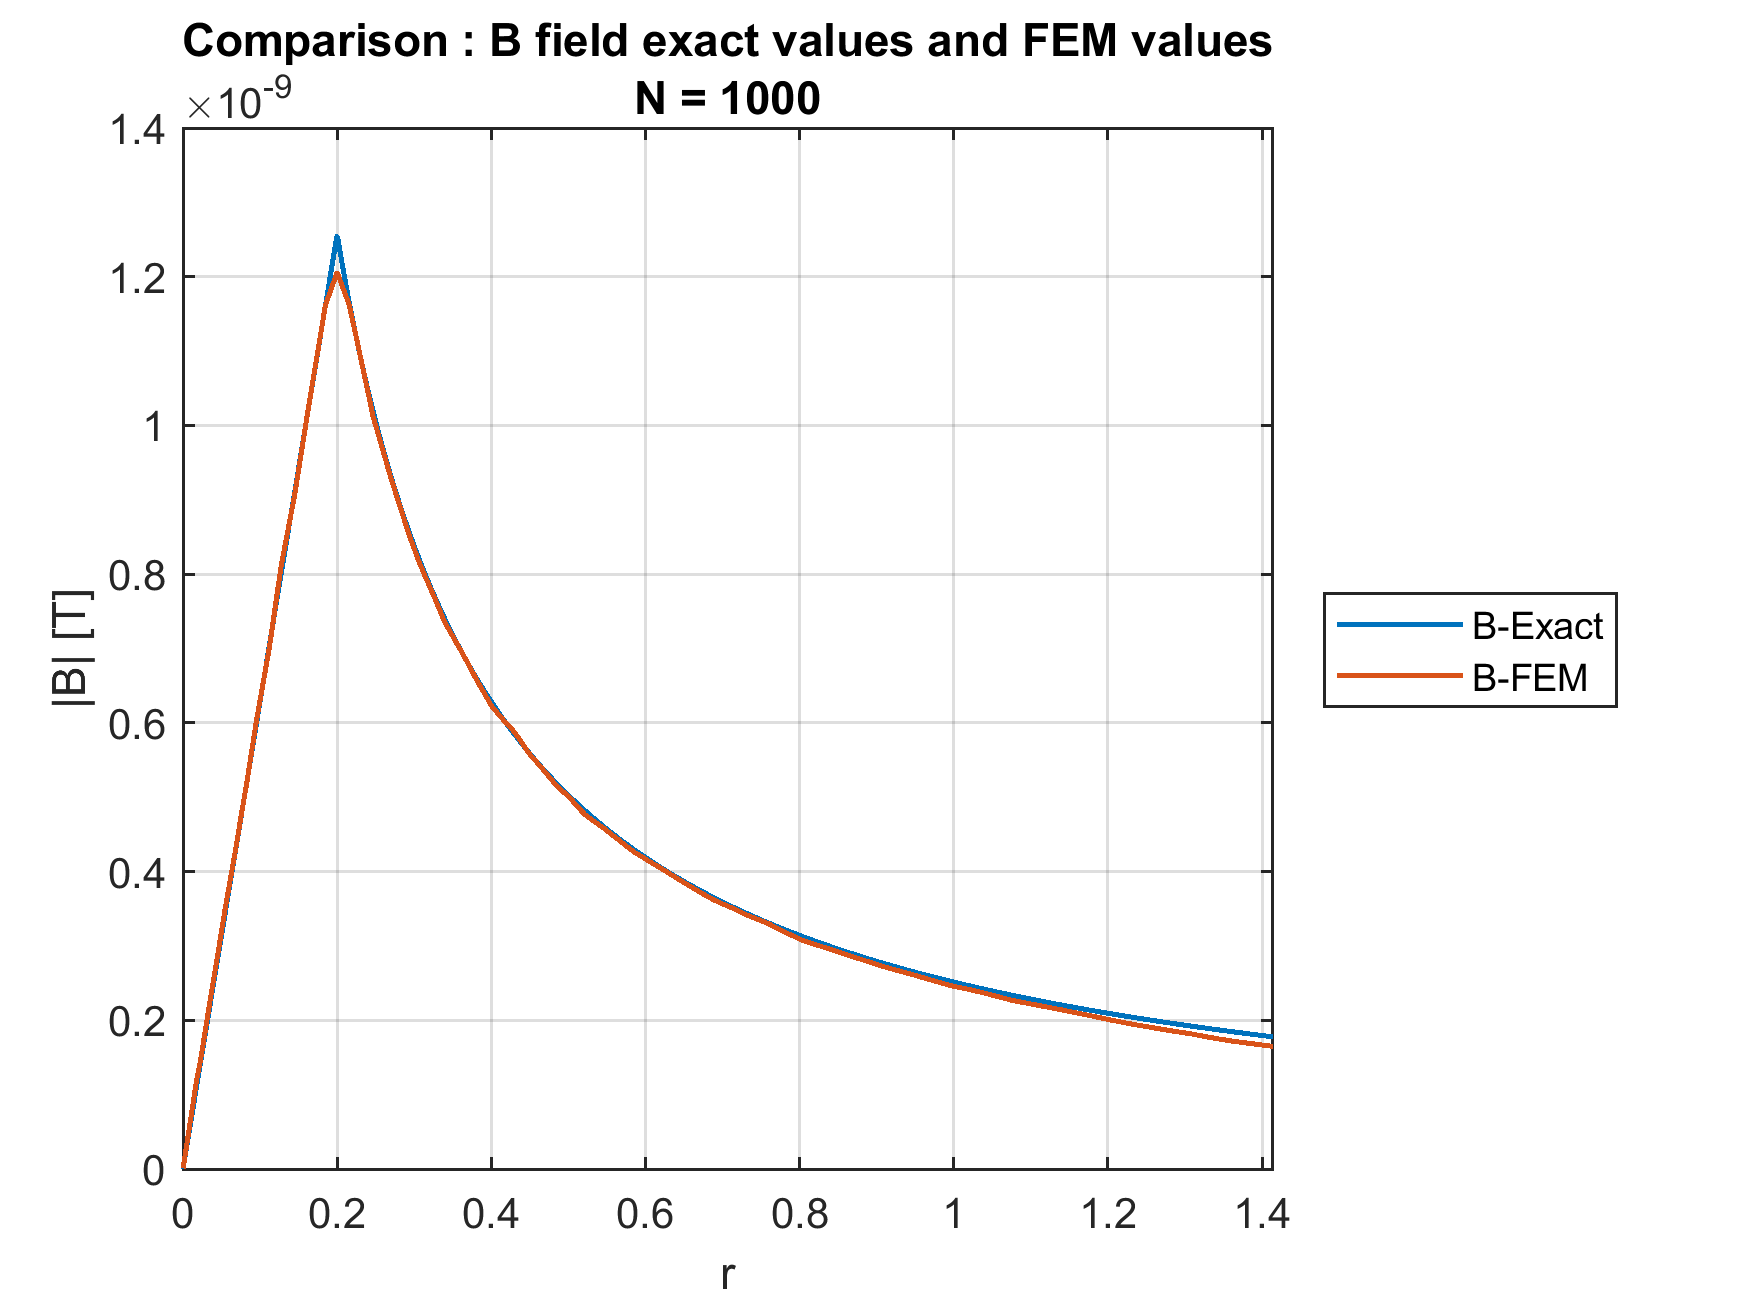 Comparison : B field exact values and FEM values
N = 1000
×10-9
1.4
1.2
1
0.8
0.6
0.4
0.2
0
|B| [T]
0 0.2 0.4 0.6 0.8 1 1.2 1.4
r
B-Exact
B-FEM